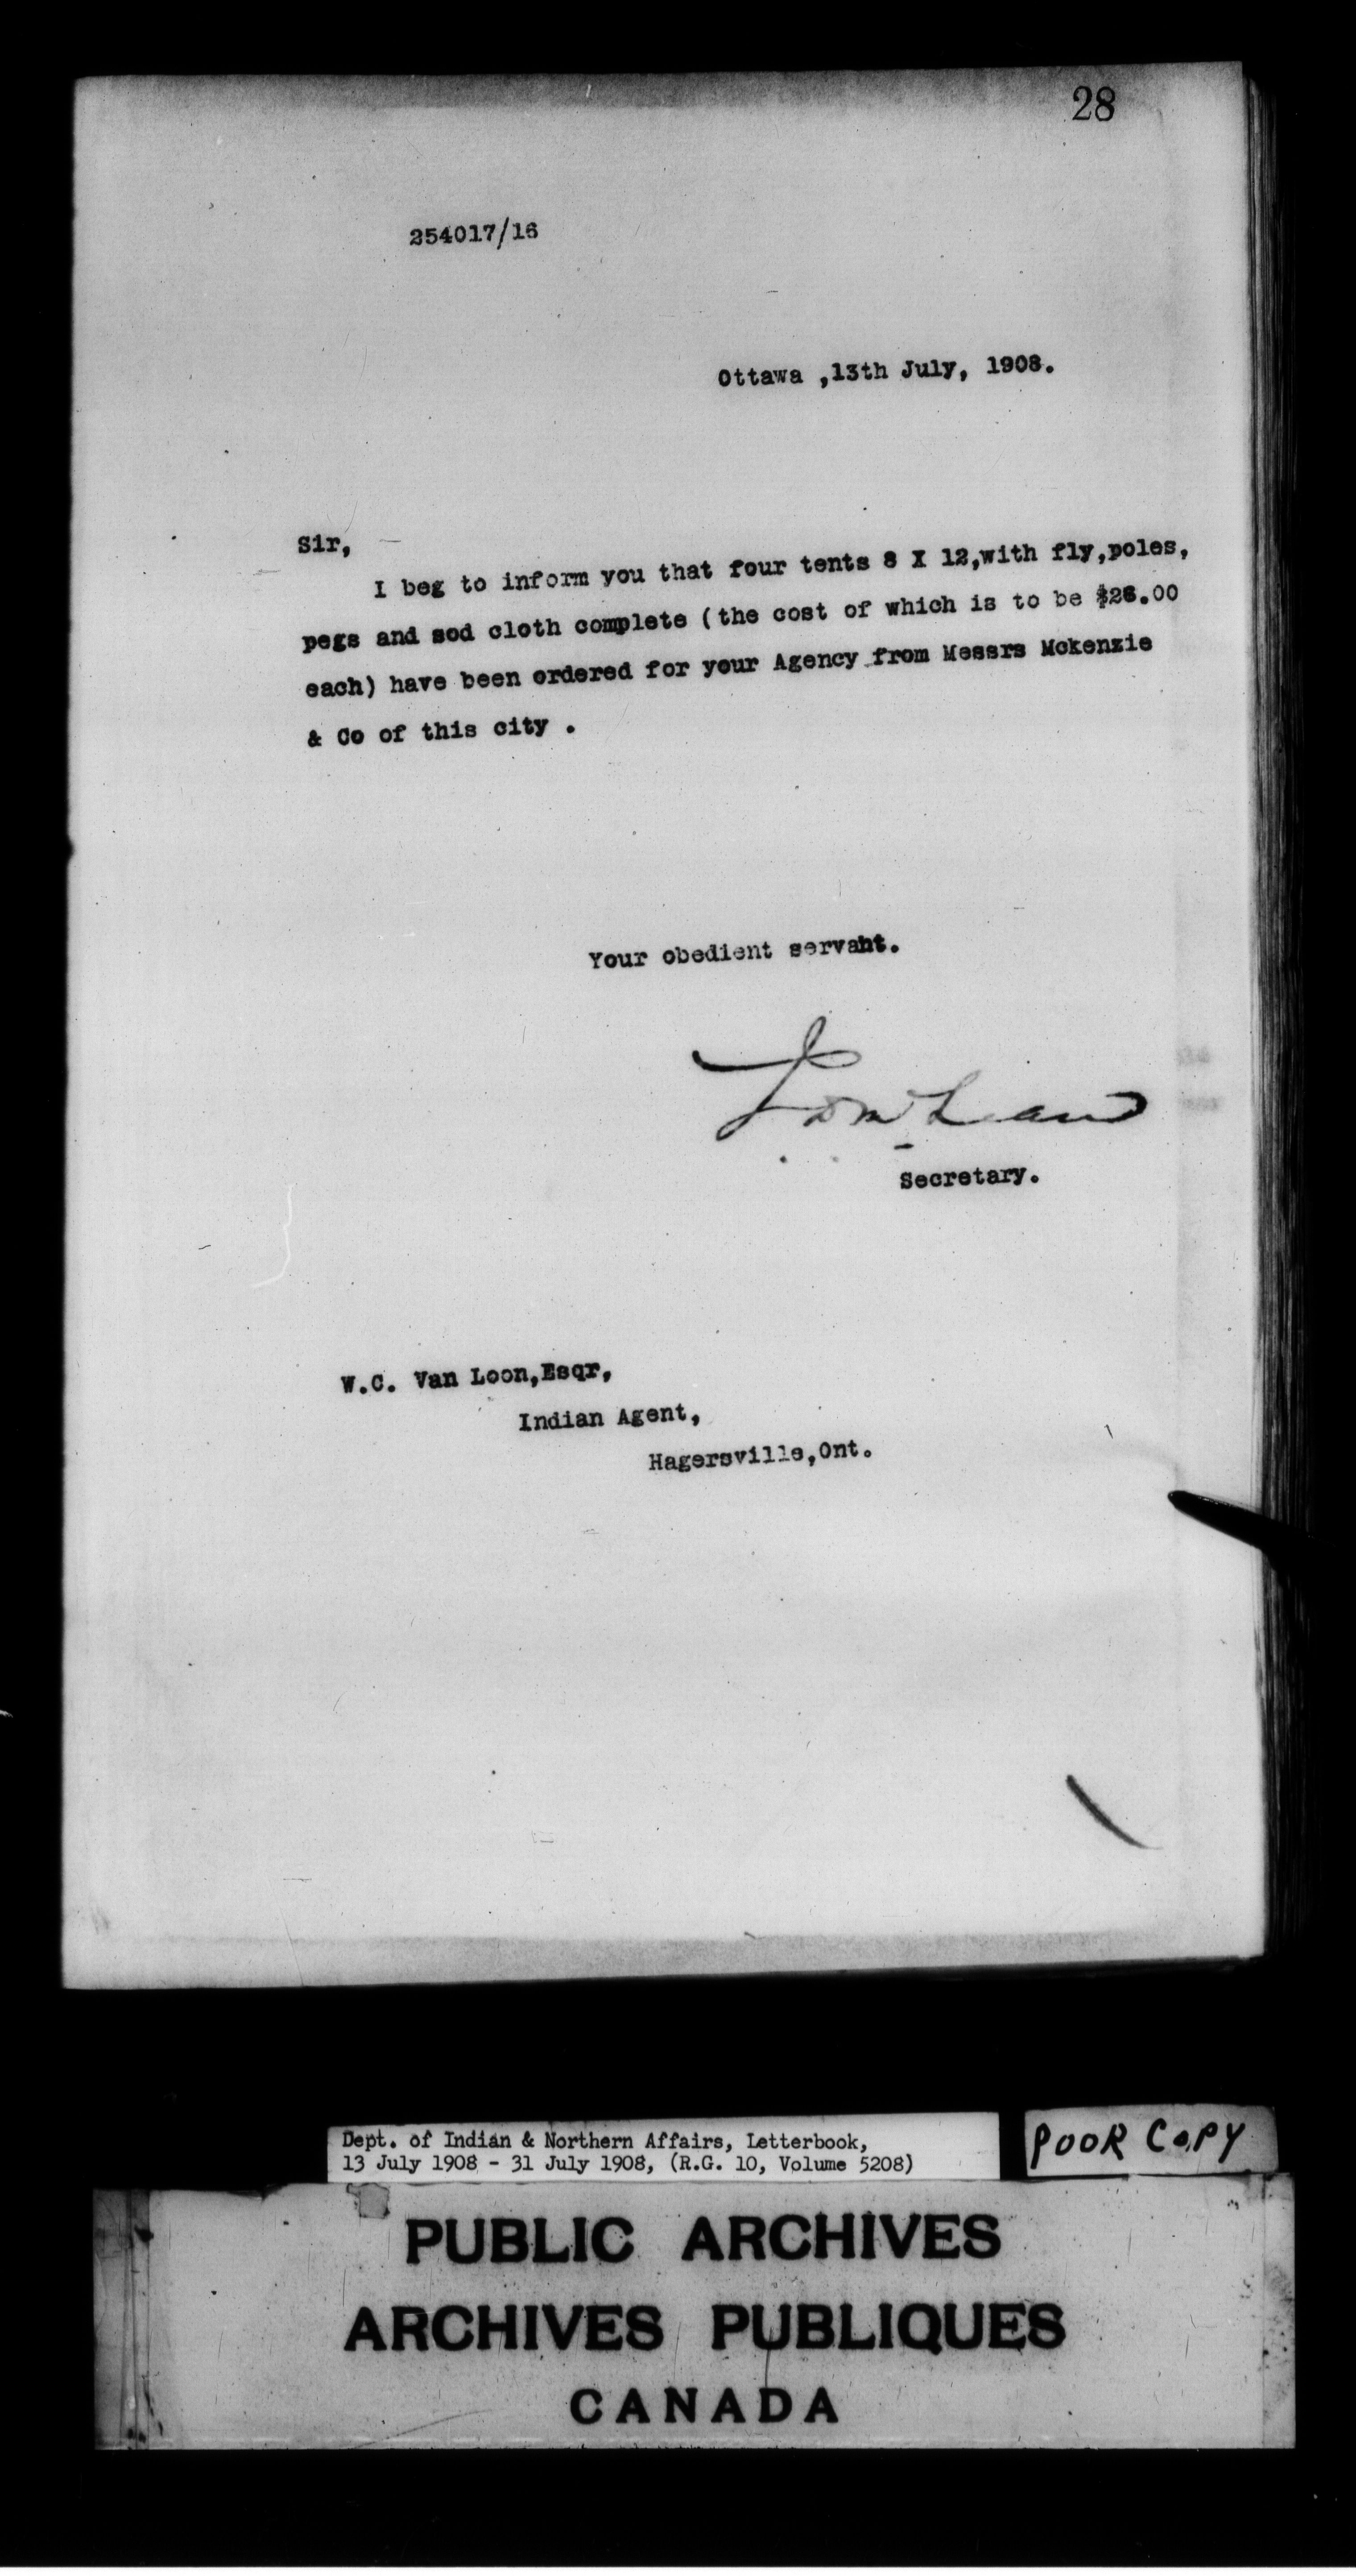 28
254017/16
Ottawa ,13th July, 1908.
Sir,
I beg to inform you that four tents 8 X 12,with fly,poles,
pegs and sod cloth complete (the cost of which is to be $26.00
each) have been ordered for your Agency from Messrs Mckenzie
& Co of this city .
Your obedient servant.
Secretary.
W.C. Van Loon,Esqr,
Indian Agent,
Hagersville,Ont.
Dept. of Indian & Northern Affairs, Letterbook,
13 July 1908 - 31 July 1908, (R.G. 10, Volume 5208)
POOR COPY
PUBLIC ARCHIVES
ARCHIVES PUBLIQUES
CANADA